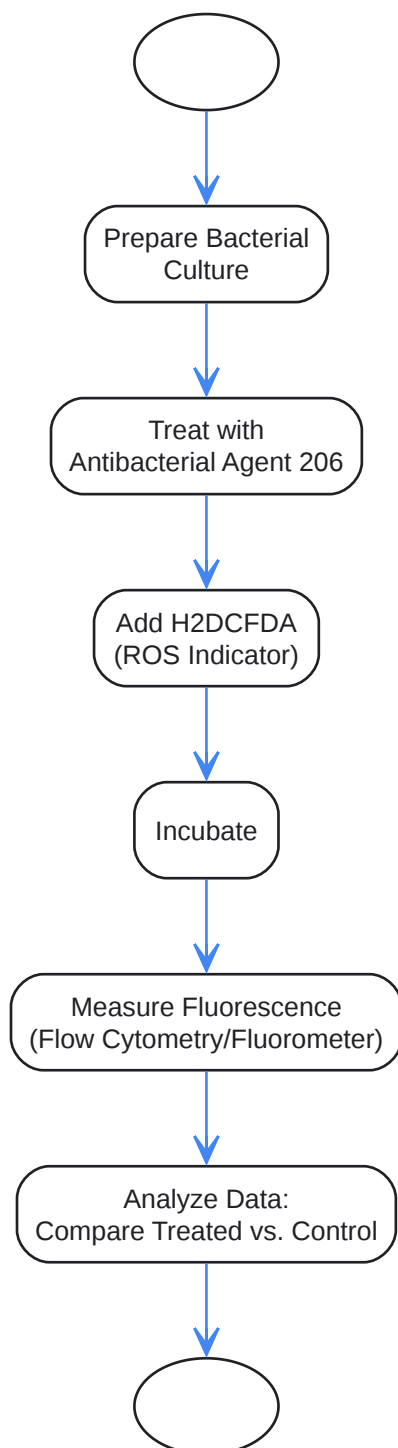 Prepare Bacterial
Culture
Treat with
Antibacterial Agent 206
Add H2DCFDA
(ROS Indicator)
Incubate
Measure Fluorescence
(Flow Cytometry/Fluorometer)
Analyze Data:
Compare Treated vs. Control